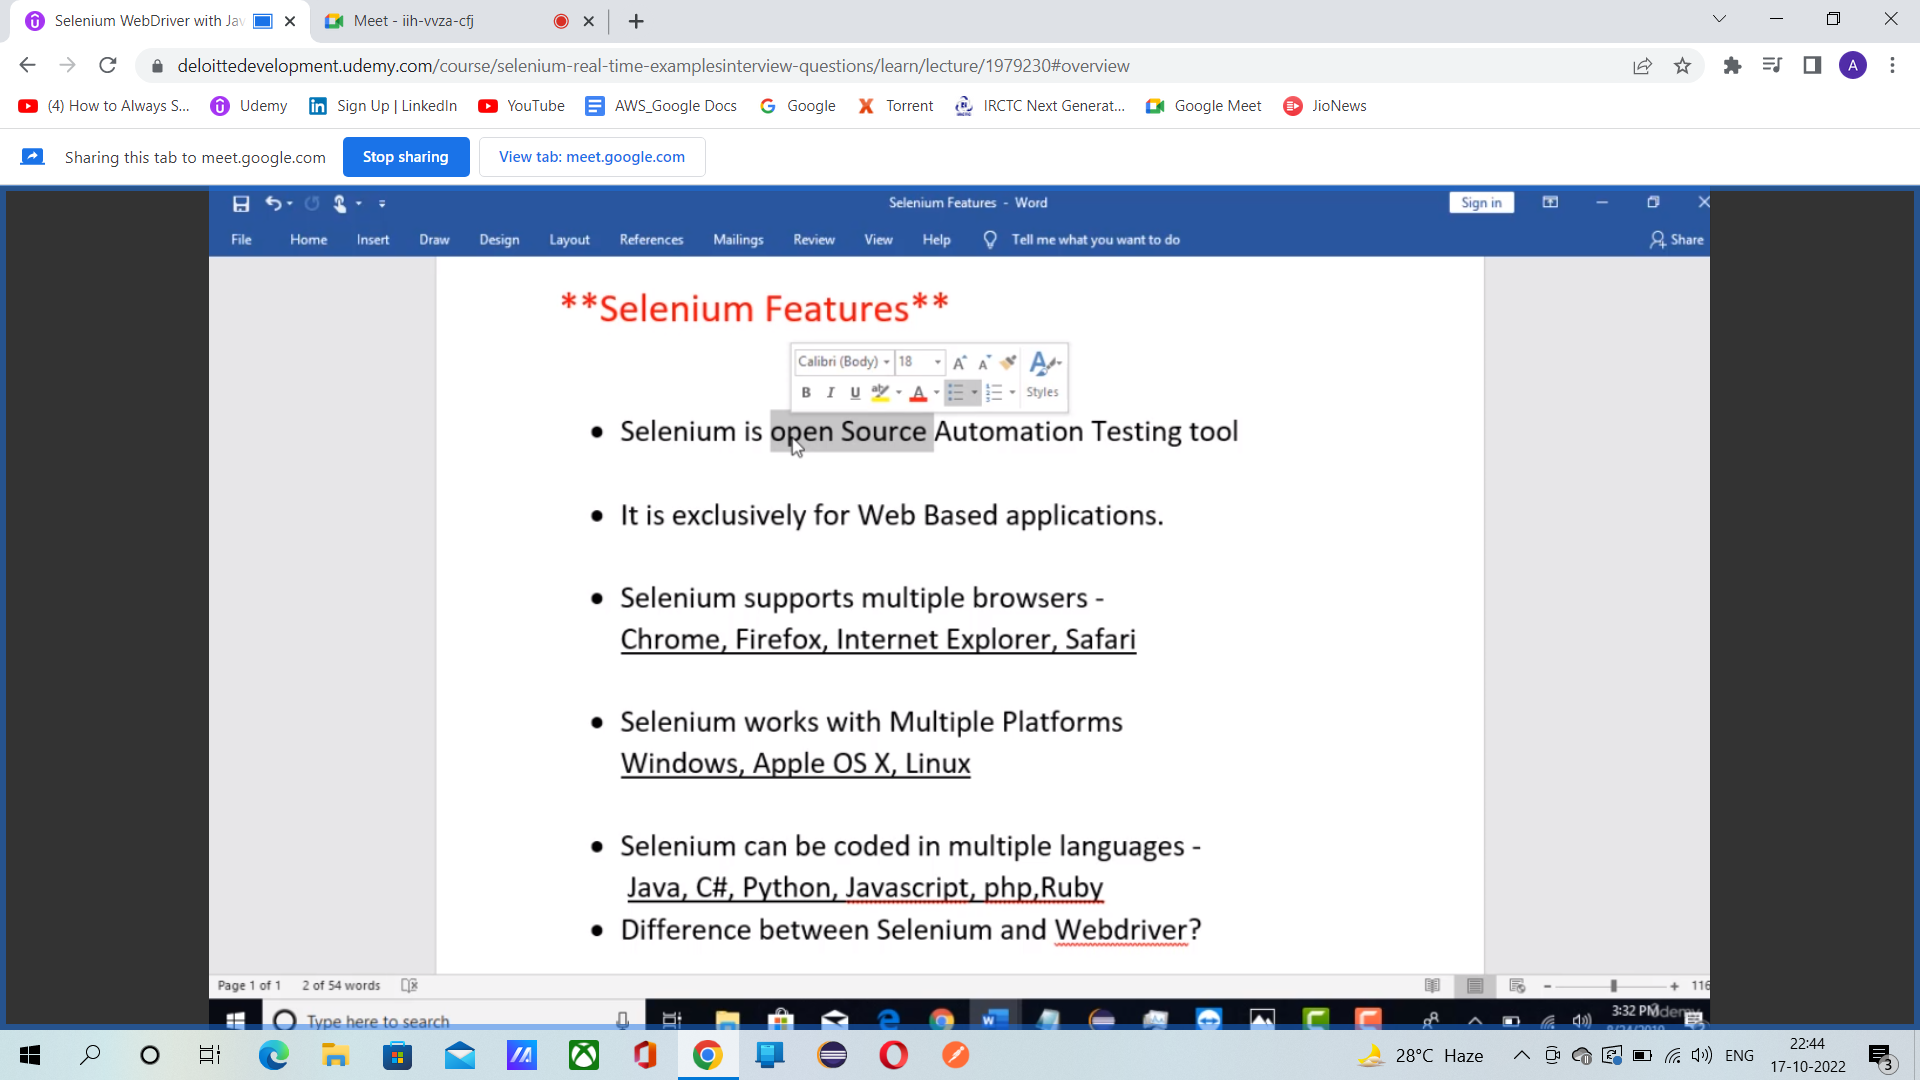 Selenium WebDriver with Jav
Meet - iih-vvza-cfj
deloittedevelopment.udemy.com/course/selenium-real-time-examplesinterview-questions/learn/lecture/1979230#overview
A
(4) How to Always S...
Udemy
Sign Up | LinkedIn
YouTube
AWS_Google Docs
Google
Torrent
IRCTC Next Generat...
Google Meet
JioNews
Sharing this tab to meet.google.com
Stop sharing
View tab: meet.google.com
Selenium Features - Word
Sign in
File Home Insert Draw Design Layout References Mailings Review View Help Tell me what you want to do
Share
**Selenium Features**
Calibri (Body) 18
B I U Styles
• Selenium is open Source Automation Testing tool
• It is exclusively for Web Based applications.
• Selenium supports multiple browsers -
Chrome, Firefox, Internet Explorer, Safari
• Selenium works with Multiple Platforms
Windows, Apple OS X, Linux
• Selenium can be coded in multiple languages -
Java, C#, Python, Javascript, php,Ruby
• Difference between Selenium and Webdriver?
Page 1 of 1 2 of 54 words
116
Type here to search
3:32 PM
28°C Haze
ENG
22:44
17-10-2022
3